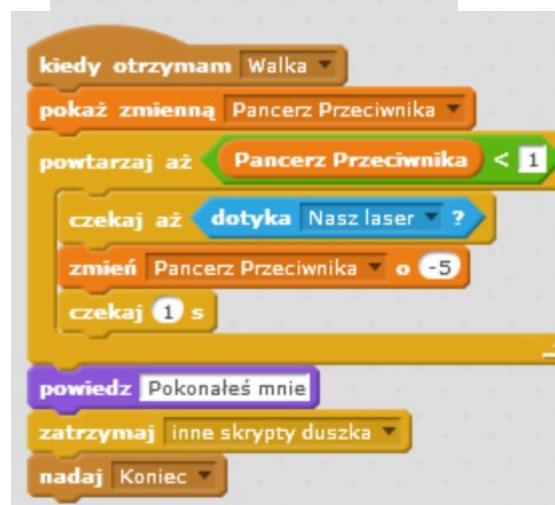 kiedy otrzymam Walka
pokaż zmienną Pancerz Przeciwnika
powtarzaj aż Pancerz Przeciwnika < 1
czekaj aż dotyka Nasz laser ?
zmień Pancerz Przeciwnika o -5
czekaj 1 s
powiedz Pokonałeś mnie
zatrzymaj inne skrypty duszka
nadaj Koniec